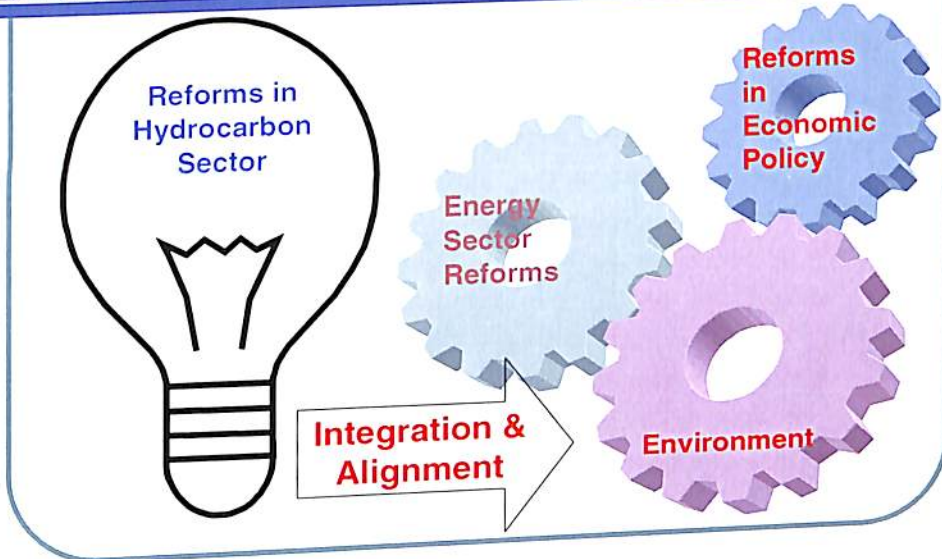 Reforms in
Hydrocarbon
Sector
Energy
Sector
Reforms
Reforms
in
Economic
Policy
Integration &
Alignment
Environment